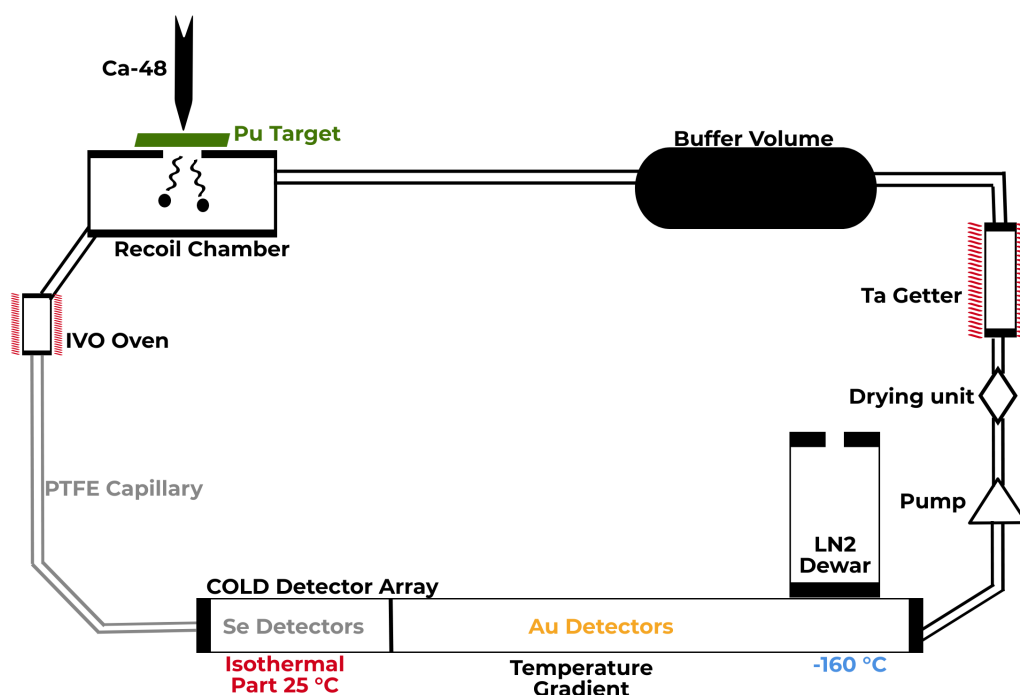 Ca-48
Pu Target
Buffer Volume
Recoil Chamber
Ta Getter
IVO Oven
Drying unit
PTFE Capillary
Pump
LN2
Dewar
COLD Detector Array
Se Detectors
Au Detectors
Isothermal
Part 25 °C
Temperature
Gradient
-160 °C